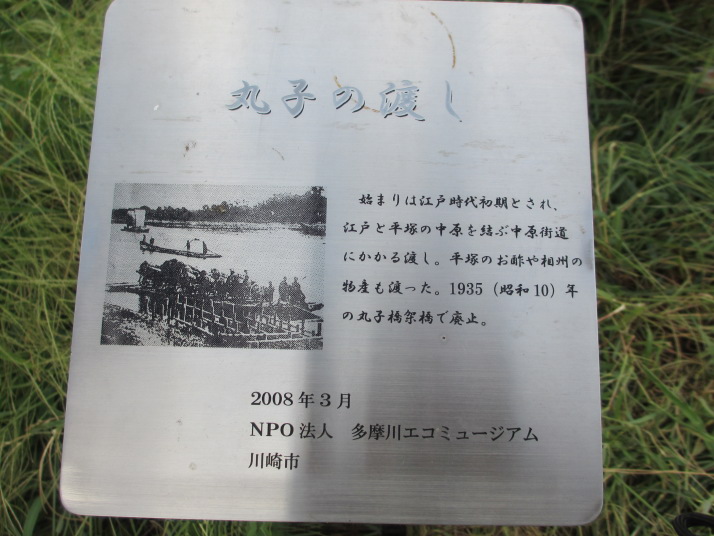 丸子の渡し
始まりは江戸時代初期とされ、
江戸と平塚の中原を結ぶ中原街道
にかかる渡し。平塚のお酢や相州の
物産も渡った。1935（昭和10）年
の丸子橋架橋で廃止。
2008年3月
NPO法人　多摩川エコミュージアム
川崎市